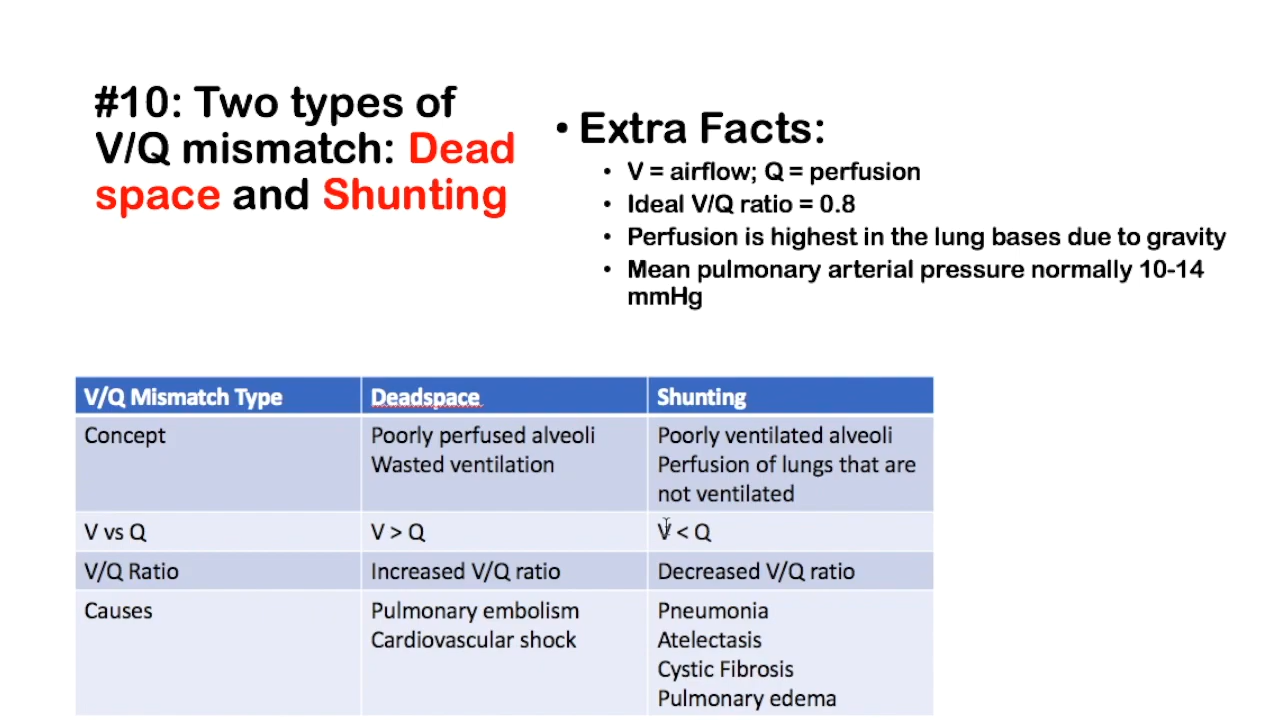 #10: Two types of
V/Q mismatch: Dead
space and Shunting
• Extra Facts:
• V = airflow; Q = perfusion
• Ideal V/Q ratio = 0.8
• Perfusion is highest in the lung bases due to gravity
• Mean pulmonary arterial pressure normally 10-14
mmHg
V/Q Mismatch Type Deadspace Shunting
Concept Poorly perfused alveoli Poorly ventilated alveoli
Wasted ventilation Perfusion of lungs that are
not ventilated
V vs Q V > Q V < Q
V/Q Ratio Increased V/Q ratio Decreased V/Q ratio
Causes Pulmonary embolism Pneumonia
Cardiovascular shock Atelectasis
Cystic Fibrosis
Pulmonary edema